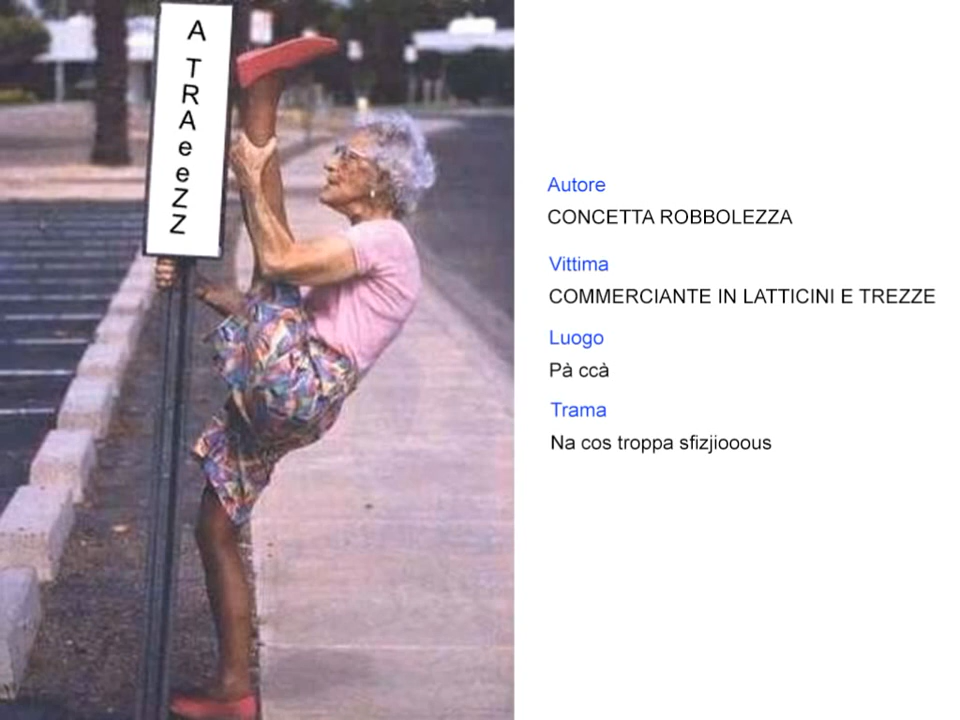 A
T
R
A
e
e
Z
Z
Autore
CONCETTA ROBBOLEZZA
Vittima
COMMERCIANTE IN LATTICINI E TREZZE
Luogo
Pà ccà
Trama
Na cos troppa sfizjiooous